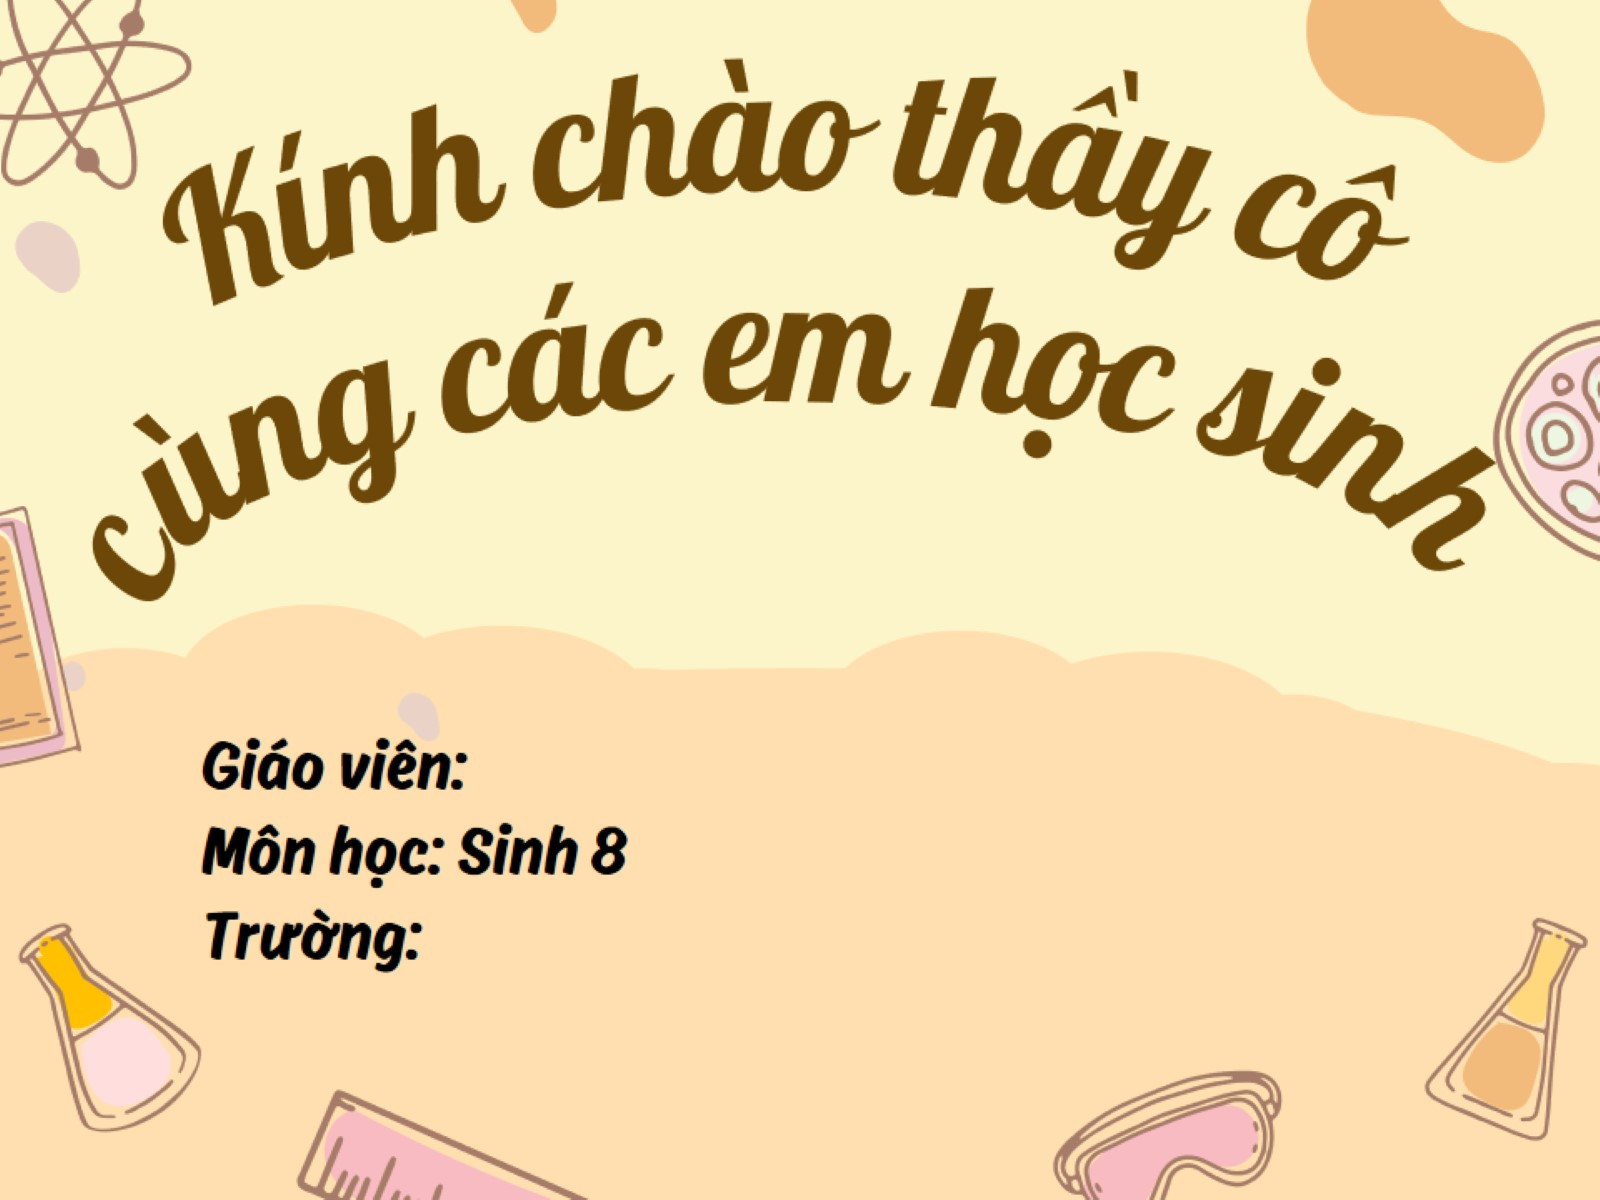 Kính chào thầy cô
cùng các em học sinh
Giáo viên:
Môn học: Sinh 8
Trường: